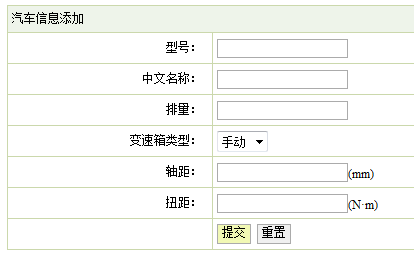 汽车信息添加
型号：
中文名称：
排量：
变速箱类型： 手动
轴距： (mm)
扭距： (N·m)
提交 重置